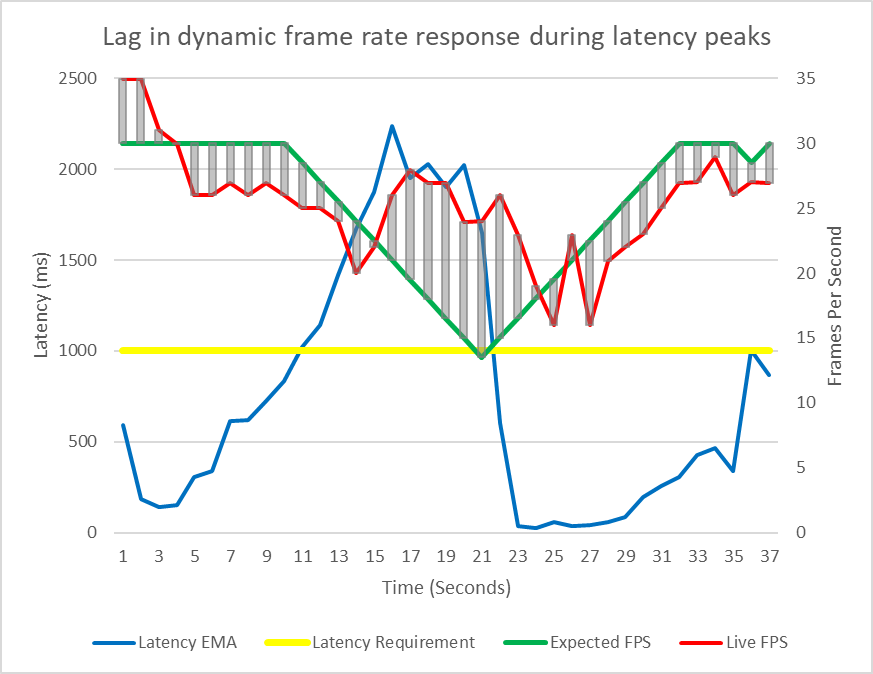 Lag in dynamic frame rate response during latency peaks
2500
2000
1500
1000
500
0
Latency (ms)
35
30
25
20
15
10
5
0
Frames Per Second
1 3 5 7 9 11 13 15 17 19 21 23 25 27 29 31 33 35 37
Time (Seconds)
Latency EMA Latency Requirement Expected FPS Live FPS